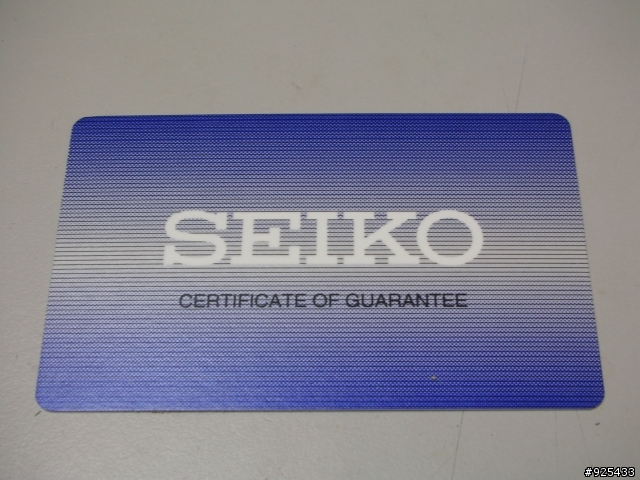 SEIKO
CERTIFICATE OF GUARANTEE
#925433